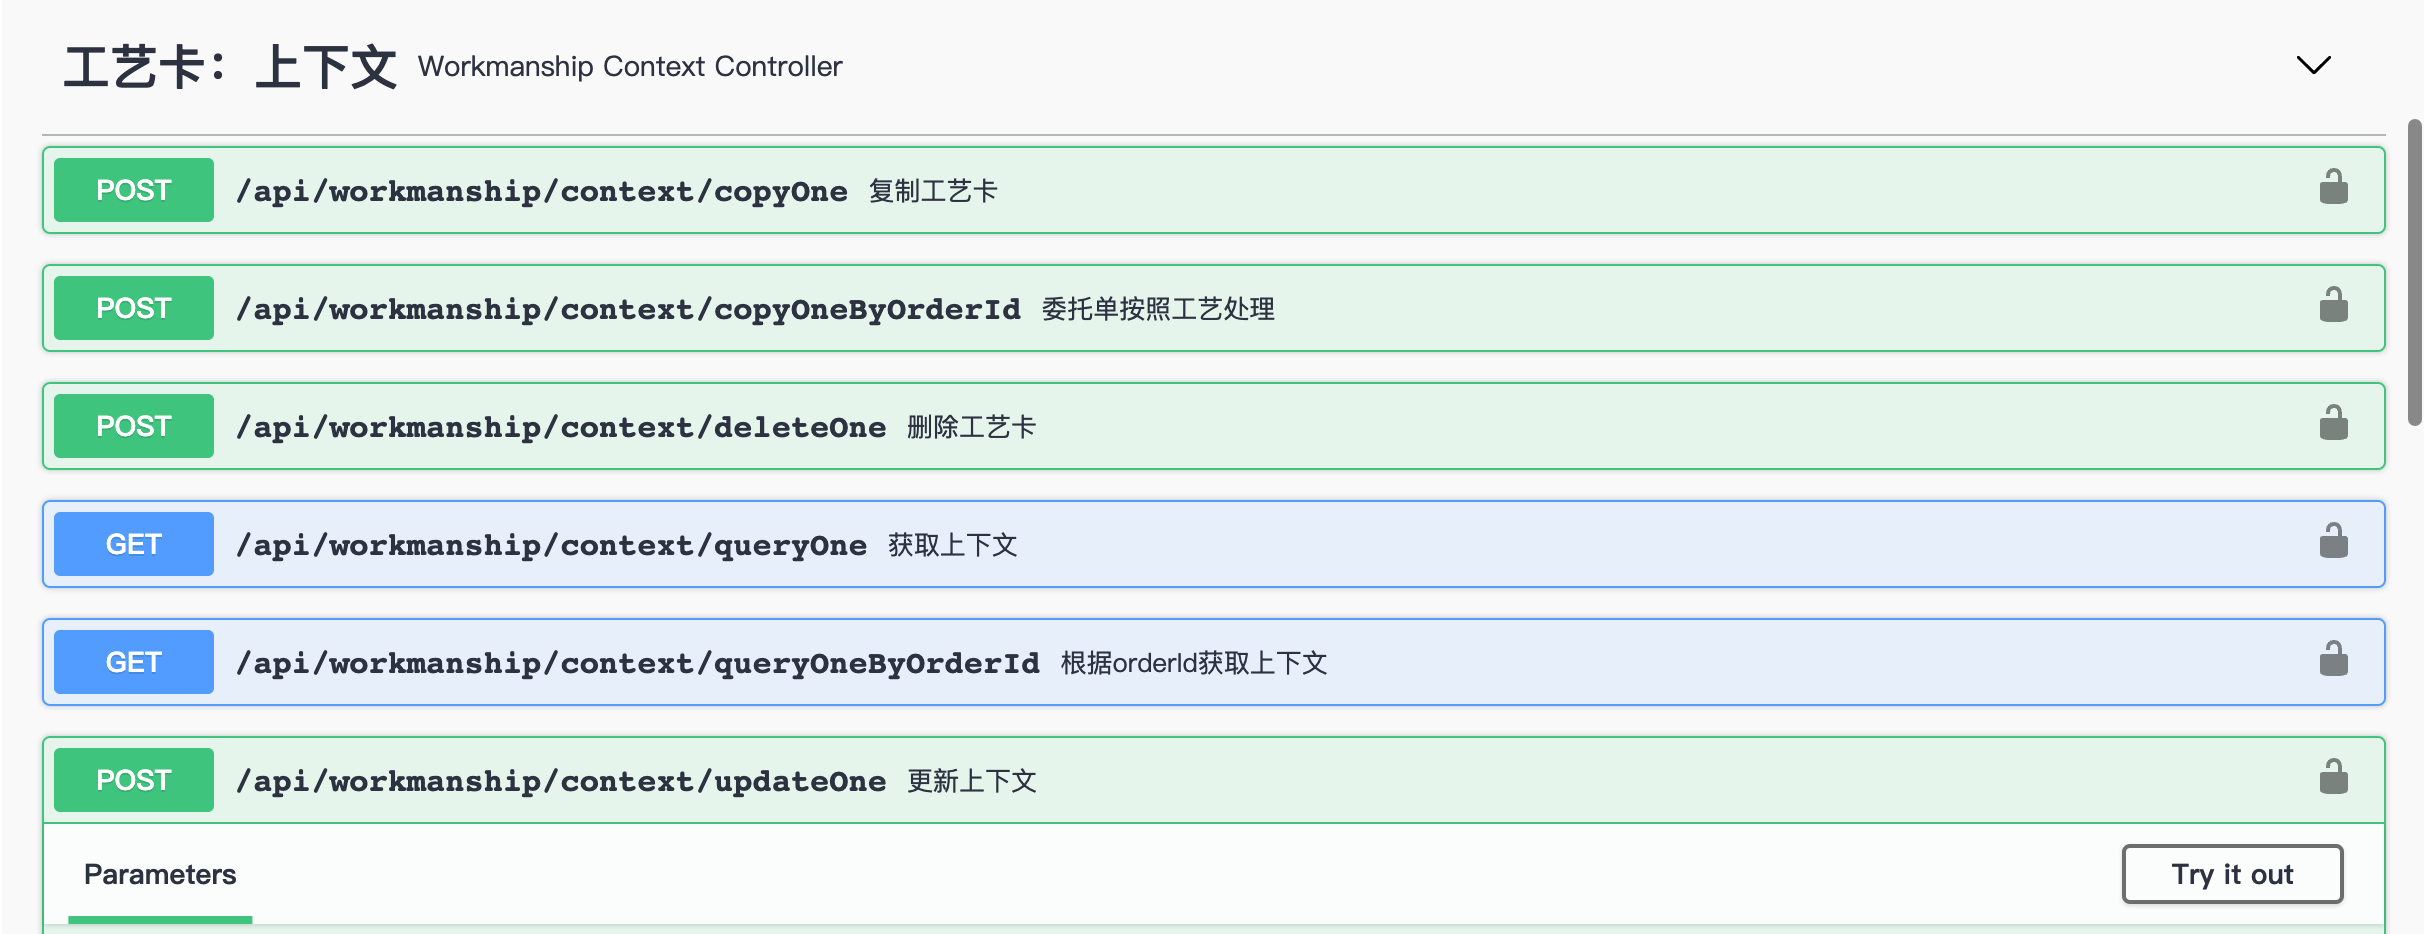 工艺卡：上下文 Workmanship Context Controller
POST /api/workmanship/context/copyOne 复制工艺卡
POST /api/workmanship/context/copyOneByOrderId 委托单按照工艺处理
POST /api/workmanship/context/deleteOne 删除工艺卡
GET /api/workmanship/context/queryOne 获取上下文
GET /api/workmanship/context/queryOneByOrderId 根据orderId获取上下文
POST /api/workmanship/context/updateOne 更新上下文
Parameters Try it out